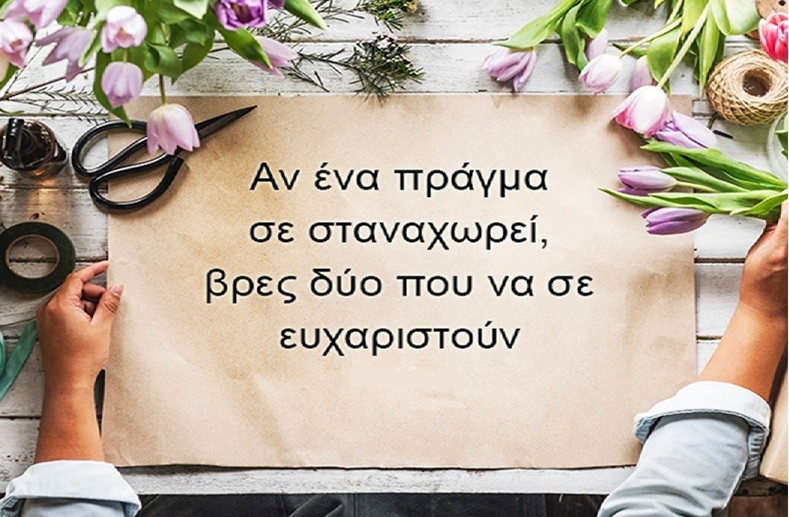 Αν ένα πράγμα
σε σταναχωρεί,
βρες δύο που να σε
ευχαριστούν